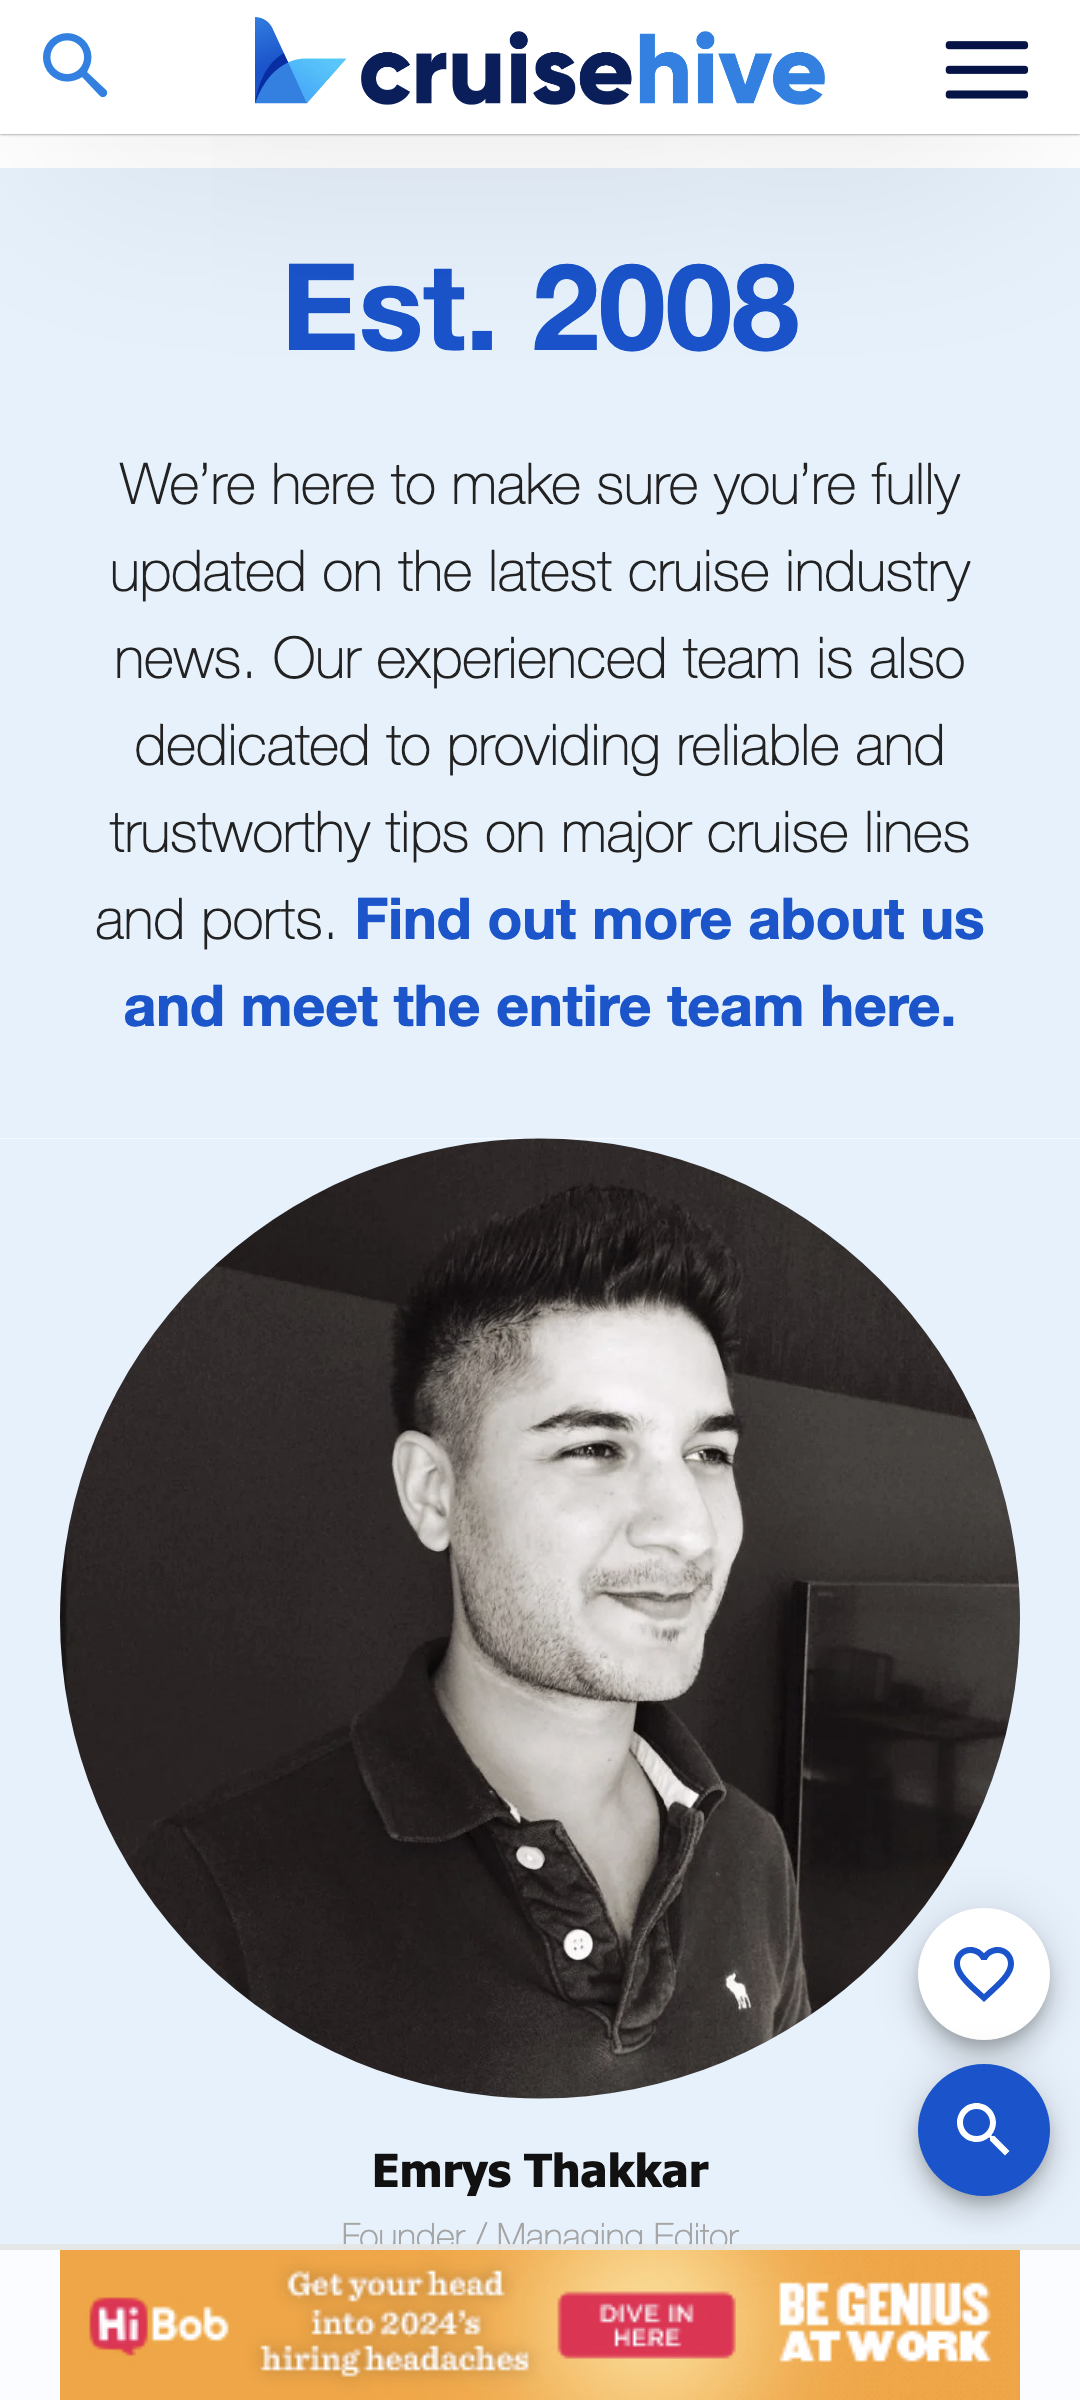 cruisehive
Est. 2008
We’re here to make sure you’re fully
updated on the latest cruise industry
news. Our experienced team is also
dedicated to providing reliable and
trustworthy tips on major cruise lines
and ports. Find out more about us
and meet the entire team here.
Emrys Thakkar
Founder / Managing Editor
Hi Bob
Get your head
into 2024’s
hiring headaches
DIVE IN
HERE
BE GENIUS
AT WORK